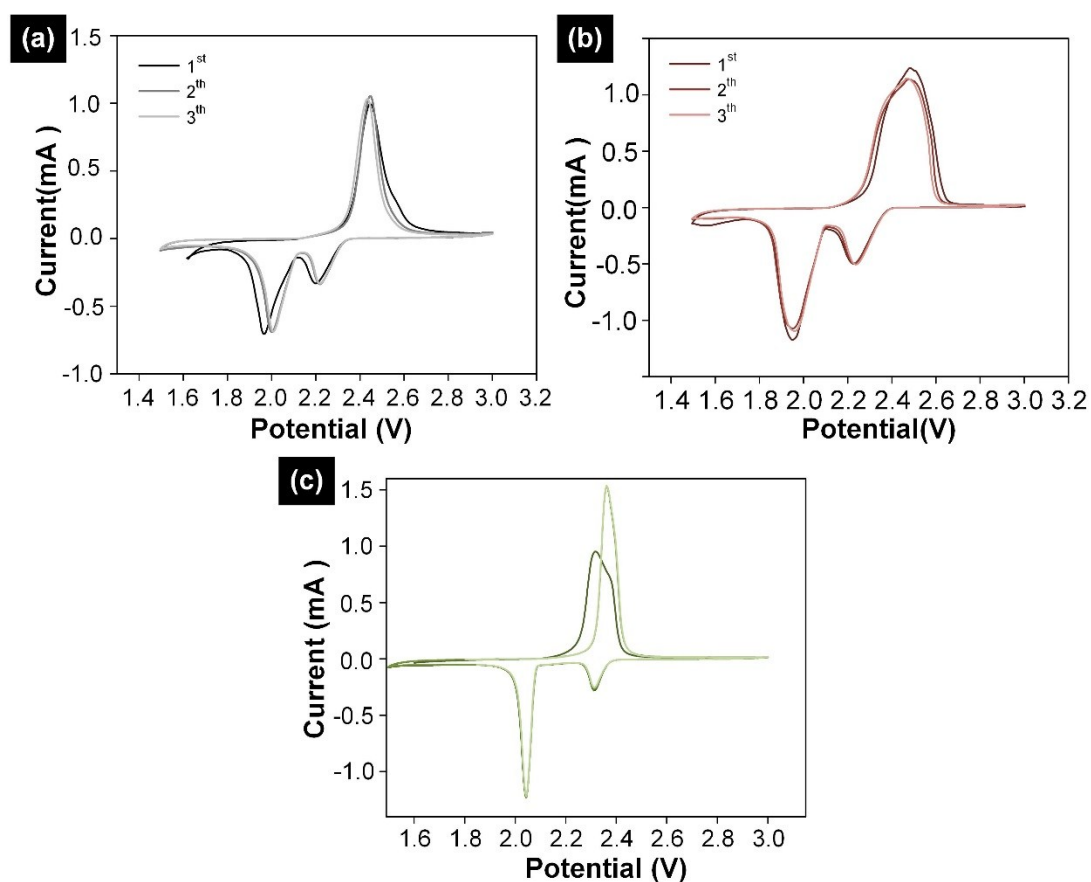 (a)
1.5
1.0
0.5
0.0
-0.5
-1.0
Current(mA )
1st
2th
3th
1.4 1.6 1.8 2.0 2.2 2.4 2.6 2.8 3.0 3.2
Potential (V)
(b)
1.0
0.5
0.0
-0.5
-1.0
Current(mA )
1st
2th
3th
1.4 1.6 1.8 2.0 2.2 2.4 2.6 2.8 3.0 3.2
Potential(V)
(c)
1.5
1.0
0.5
0.0
-0.5
-1.0
Current (mA )
1.6 1.8 2.0 2.2 2.4 2.6 2.8 3.0
Potential (V)